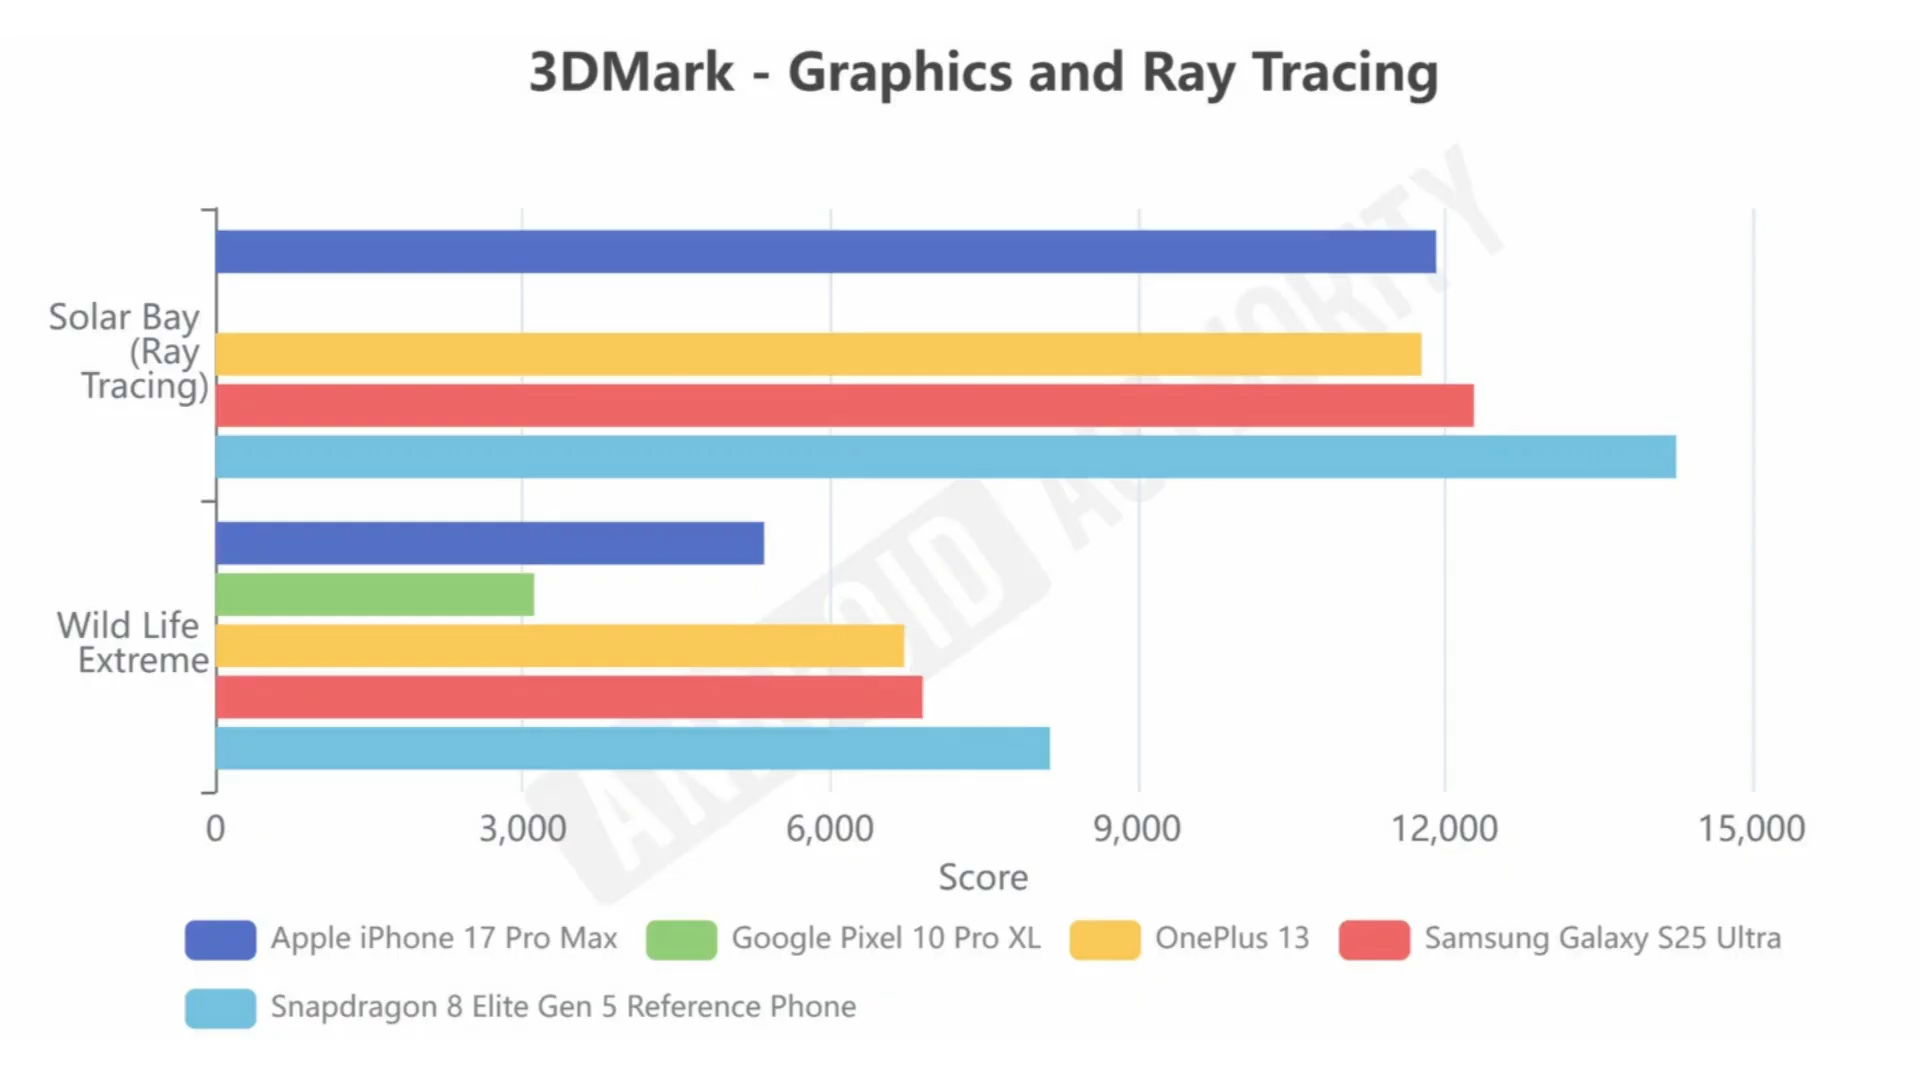 3DMark - Graphics and Ray Tracing
Solar Bay
(Ray
Tracing)
Wild Life
Extreme
0 3,000 6,000 9,000 12,000 15,000
Score
Apple iPhone 17 Pro Max Google Pixel 10 Pro XL OnePlus 13 Samsung Galaxy S25 Ultra
Snapdragon 8 Elite Gen 5 Reference Phone
ANDROID AUTHORITY